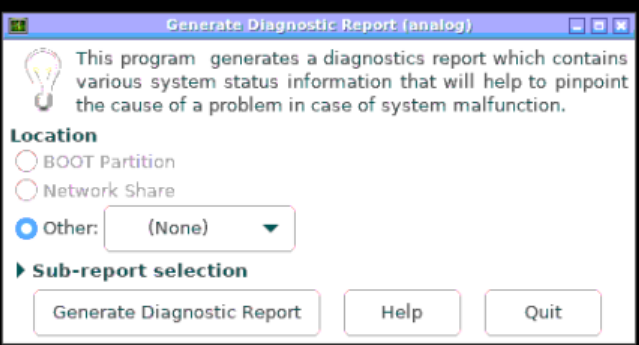 Generate Diagnostic Report (analog)
This program generates a diagnostics report which contains
various system status information that will help to pinpoint
the cause of a problem in case of system malfunction.
Location
BOOT Partition
Network Share
Other: (None)
Sub-report selection
Generate Diagnostic Report Help Quit